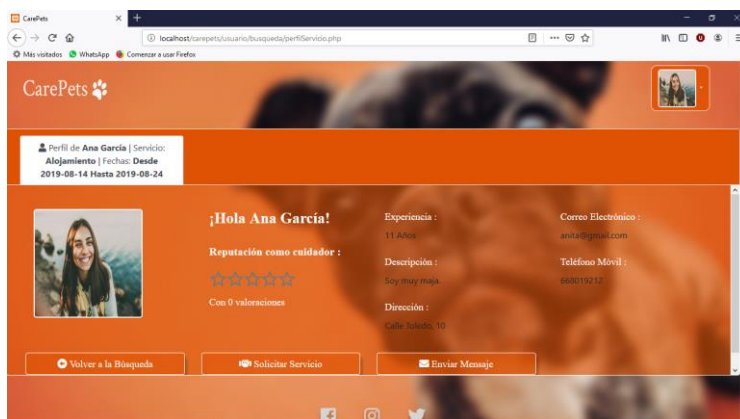 CarePets
localhost/carepets/usuario/busqueda/perfilServicio.php
Más visitados WhatsApp Comenzar a usar Firefox
CarePets
Perfil de Ana García | Servicio:
Alojamiento | Fechas: Desde
2019-08-14 Hasta 2019-08-24
¡Hola Ana García!
Reputación como cuidador :
Con 0 valoraciones
Experiencia :
11 Años
Descripción :
Soy muy maja.
Dirección :
Calle Toledo, 10
Correo Electrónico :
anita@gmail.com
Teléfono Móvil :
668019212
Volver a la Búsqueda
Solicitar Servicio
Enviar Mensaje